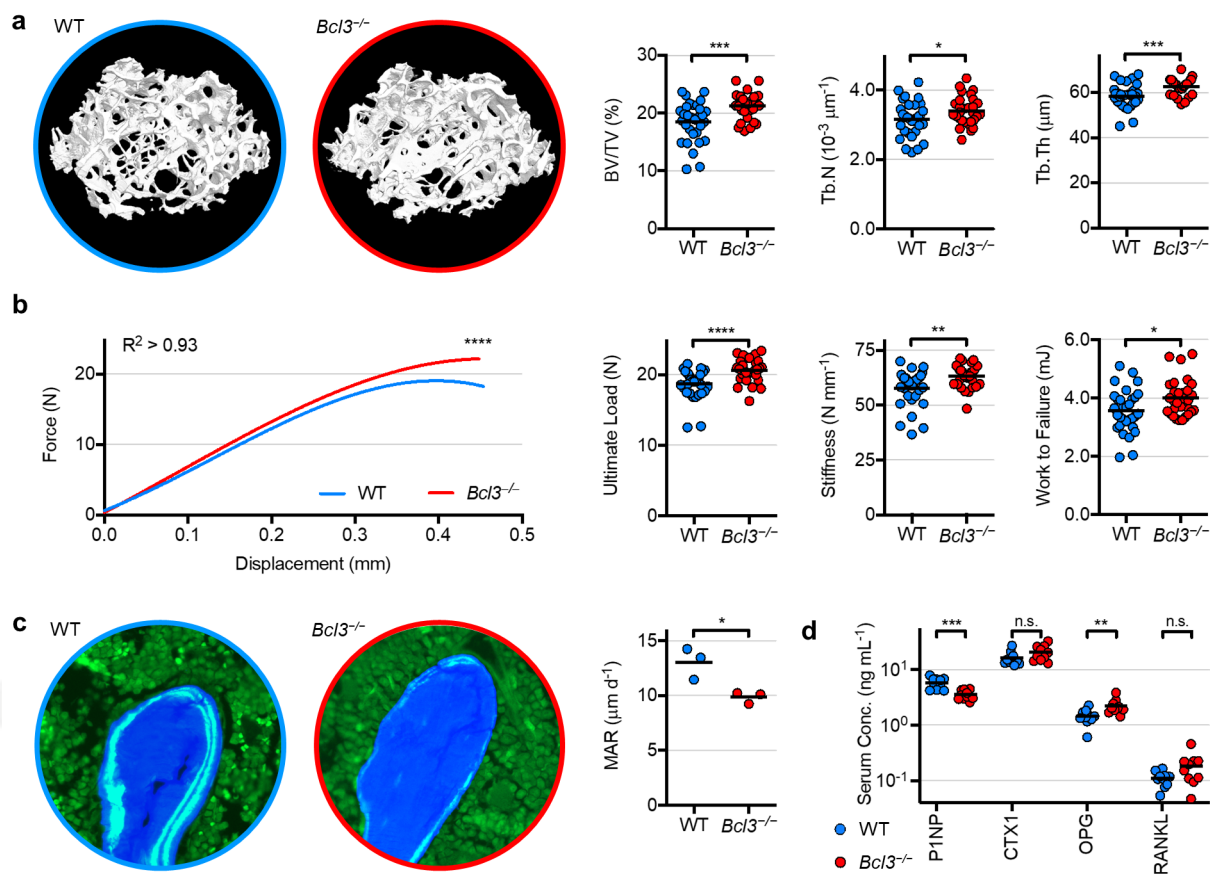 a
WT
Bcl3−/−
BV/TV (%)
30
20
10
0
***
WT
Bcl3−/−
Tb.N (10-3 µm-1)
4.0
2.0
0.0
*
WT
Bcl3−/−
Tb.Th (µm)
60
40
20
0
***
WT
Bcl3−/−
b
R2 > 0.93
****
Force (N)
20
10
0
WT
Bcl3−/−
0.0
0.1
0.2
0.3
0.4
0.5
Displacement (mm)
Ultimate Load (N)
20
10
0
****
WT
Bcl3−/−
Stiffness (N mm-1)
75
50
25
0
**
WT
Bcl3−/−
Work to Failure (mJ)
6.0
4.0
2.0
0.0
*
WT
Bcl3−/−
c
WT
Bcl3−/−
MAR (µm d-1)
15
10
5
0
*
WT
Bcl3−/−
d
Serum Conc. (ng mL-1)
101
100
10-1
***
n.s.
**
n.s.
P1NP
CTX1
OPG
RANKL
WT
Bcl3−/−